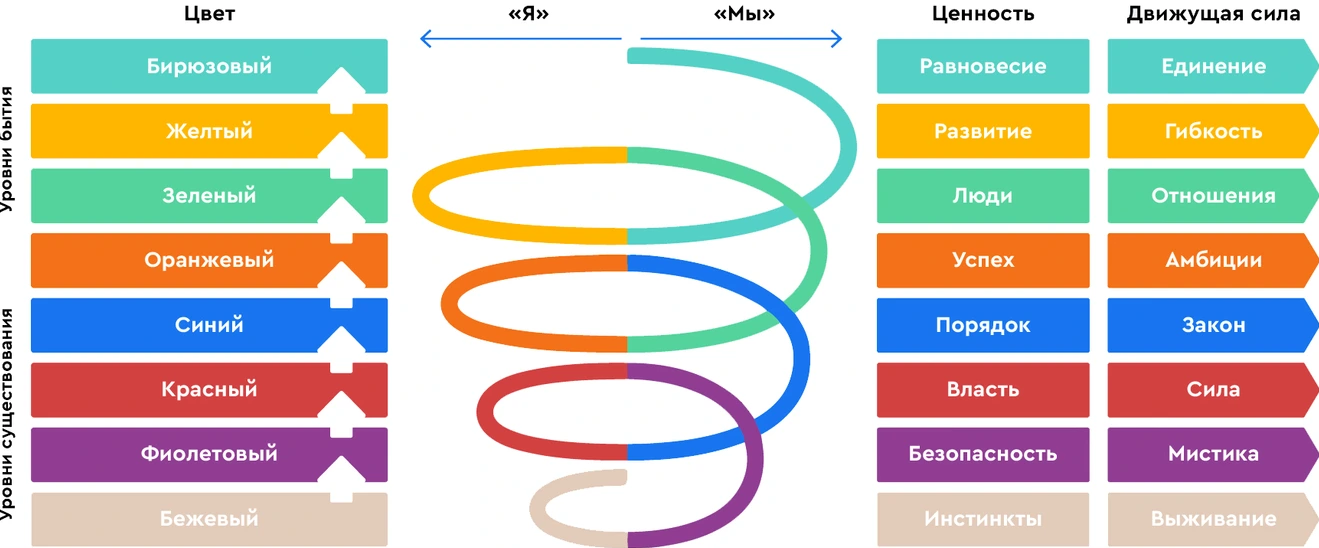 Цвет «Я» «Мы» Ценность Движущая сила
Бирюзовый Равновесие Единение
Желтый Развитие Гибкость
Зеленый Люди Отношения
Оранжевый Успех Амбиции
Синий Порядок Закон
Красный Власть Сила
Фиолетовый Безопасность Мистика
Бежевый Инстинкты Выживание
Уровни бытия
Уровни существования